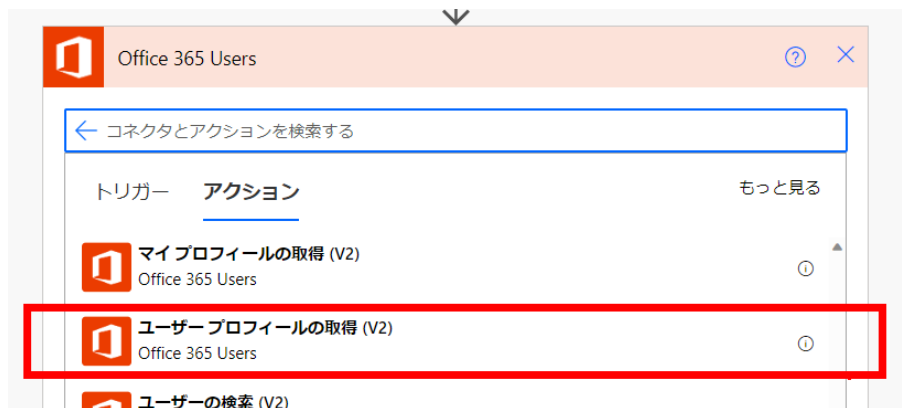 Office 365 Users
コネクタとアクションを検索する
トリガー アクション もっと見る
マイ プロフィールの取得 (V2)
Office 365 Users
ユーザー プロフィールの取得 (V2)
Office 365 Users
ユーザーの検索 (V2)